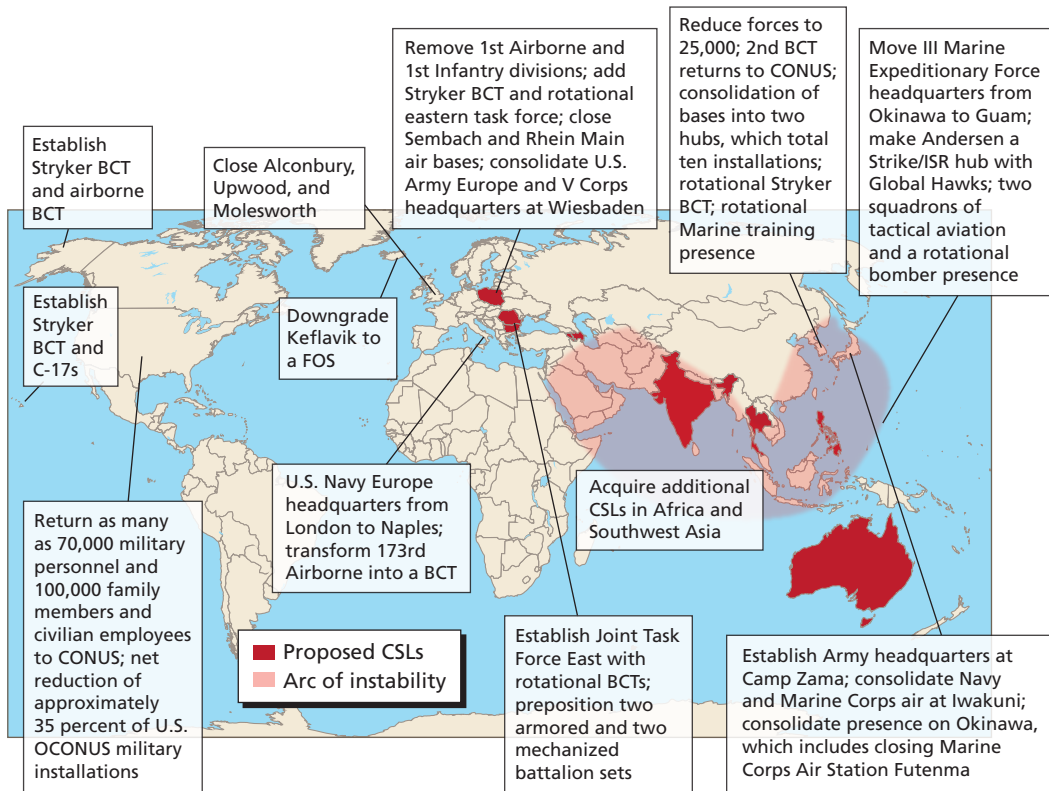 Remove 1st Airborne and
1st Infantry divisions; add
Stryker BCT and rotational
eastern task force; close
Sembach and Rhein Main
air bases; consolidate U.S.
Army Europe and V Corps
headquarters at Wiesbaden
Reduce forces to
25,000; 2nd BCT
returns to CONUS;
consolidation of
bases into two
hubs, which total
ten installations;
rotational Stryker
BCT; rotational
Marine training
presence
Move III Marine
Expeditionary Force
headquarters from
Okinawa to Guam;
make Andersen a
Strike/ISR hub with
Global Hawks; two
squadrons of
tactical aviation
and a rotational
bomber presence
Establish
Stryker BCT
and airborne
BCT
Close Alconbury,
Upwood, and
Molesworth
Establish
Stryker
BCT and
C-17s
Downgrade
Keflavik to
a FOS
U.S. Navy Europe
headquarters from
London to Naples;
transform 173rd
Airborne into a BCT
Acquire additional
CSLs in Africa and
Southwest Asia
Return as many
as 70,000 military
personnel and
100,000 family
members and
civilian employees
to CONUS; net
reduction of
approximately
35 percent of U.S.
OCONUS military
installations
Proposed CSLs
Arc of instability
Establish Joint Task
Force East with
rotational BCTs;
preposition two
armored and two
mechanized
battalion sets
Establish Army headquarters at
Camp Zama; consolidate Navy
and Marine Corps air at Iwakuni;
consolidate presence on Okinawa,
which includes closing Marine
Corps Air Station Futenma